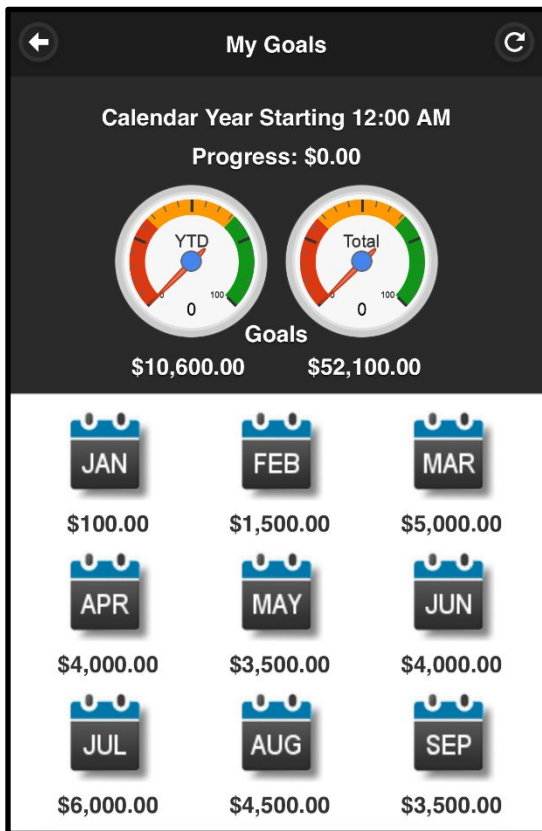 My Goals
Calendar Year Starting 12:00 AM
Progress: $0.00
YTD Total
0 100 0 100
0 0
Goals
$10,600.00 $52,100.00
JAN FEB MAR
$100.00 $1,500.00 $5,000.00
APR MAY JUN
$4,000.00 $3,500.00 $4,000.00
JUL AUG SEP
$6,000.00 $4,500.00 $3,500.00